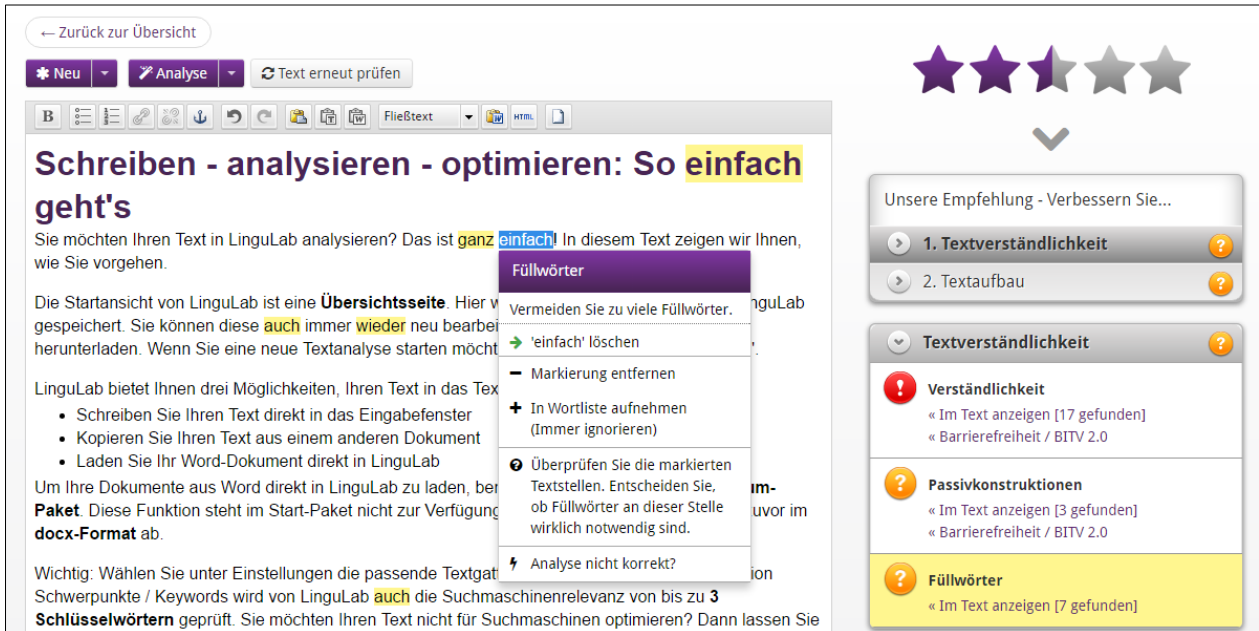 ← Zurück zur Übersicht
Neu
Analyse
Text erneut prüfen
B
Fließtext
HTML
Schreiben - analysieren - optimieren: So einfach
geht's
Sie möchten Ihren Text in LinguLab analysieren? Das ist ganz einfach! In diesem Text zeigen wir Ihnen,
wie Sie vorgehen.
Die Startansicht von LinguLab ist eine Übersichtsseite. Hier w
nguLab
gespeichert. Sie können diese auch immer wieder neu bearbei
herunterladen. Wenn Sie eine neue Textanalyse starten möcht
'.
LinguLab bietet Ihnen drei Möglichkeiten, Ihren Text in das Tex
• Schreiben Sie Ihren Text direkt in das Eingabefenster
• Kopieren Sie Ihren Text aus einem anderen Dokument
• Laden Sie Ihr Word-Dokument direkt in LinguLab
Um Ihre Dokumente aus Word direkt in LinguLab zu laden, ber
um-
Paket. Diese Funktion steht im Start-Paket nicht zur Verfügung
uvor im
docx-Format ab.
Wichtig: Wählen Sie unter Einstellungen die passende Textgat
ion
Schwerpunkte / Keywords wird von LinguLab auch die Suchmaschinenrelevanz von bis zu 3
Schlüsselwörtern geprüft. Sie möchten Ihren Text nicht für Suchmaschinen optimieren? Dann lassen Sie
Füllwörter
Vermeiden Sie zu viele Füllwörter.
'einfach' löschen
Markierung entfernen
In Wortliste aufnehmen
(Immer ignorieren)
Überprüfen Sie die markierten
Textstellen. Entscheiden Sie,
ob Füllwörter an dieser Stelle
wirklich notwendig sind.
Analyse nicht korrekt?
Unsere Empfehlung - Verbessern Sie...
1. Textverständlichkeit
2. Textaufbau
Textverständlichkeit
Verständlichkeit
« Im Text anzeigen [17 gefunden]
« Barrierefreiheit / BITV 2.0
Passivkonstruktionen
« Im Text anzeigen [3 gefunden]
« Barrierefreiheit / BITV 2.0
Füllwörter
« Im Text anzeigen [7 gefunden]